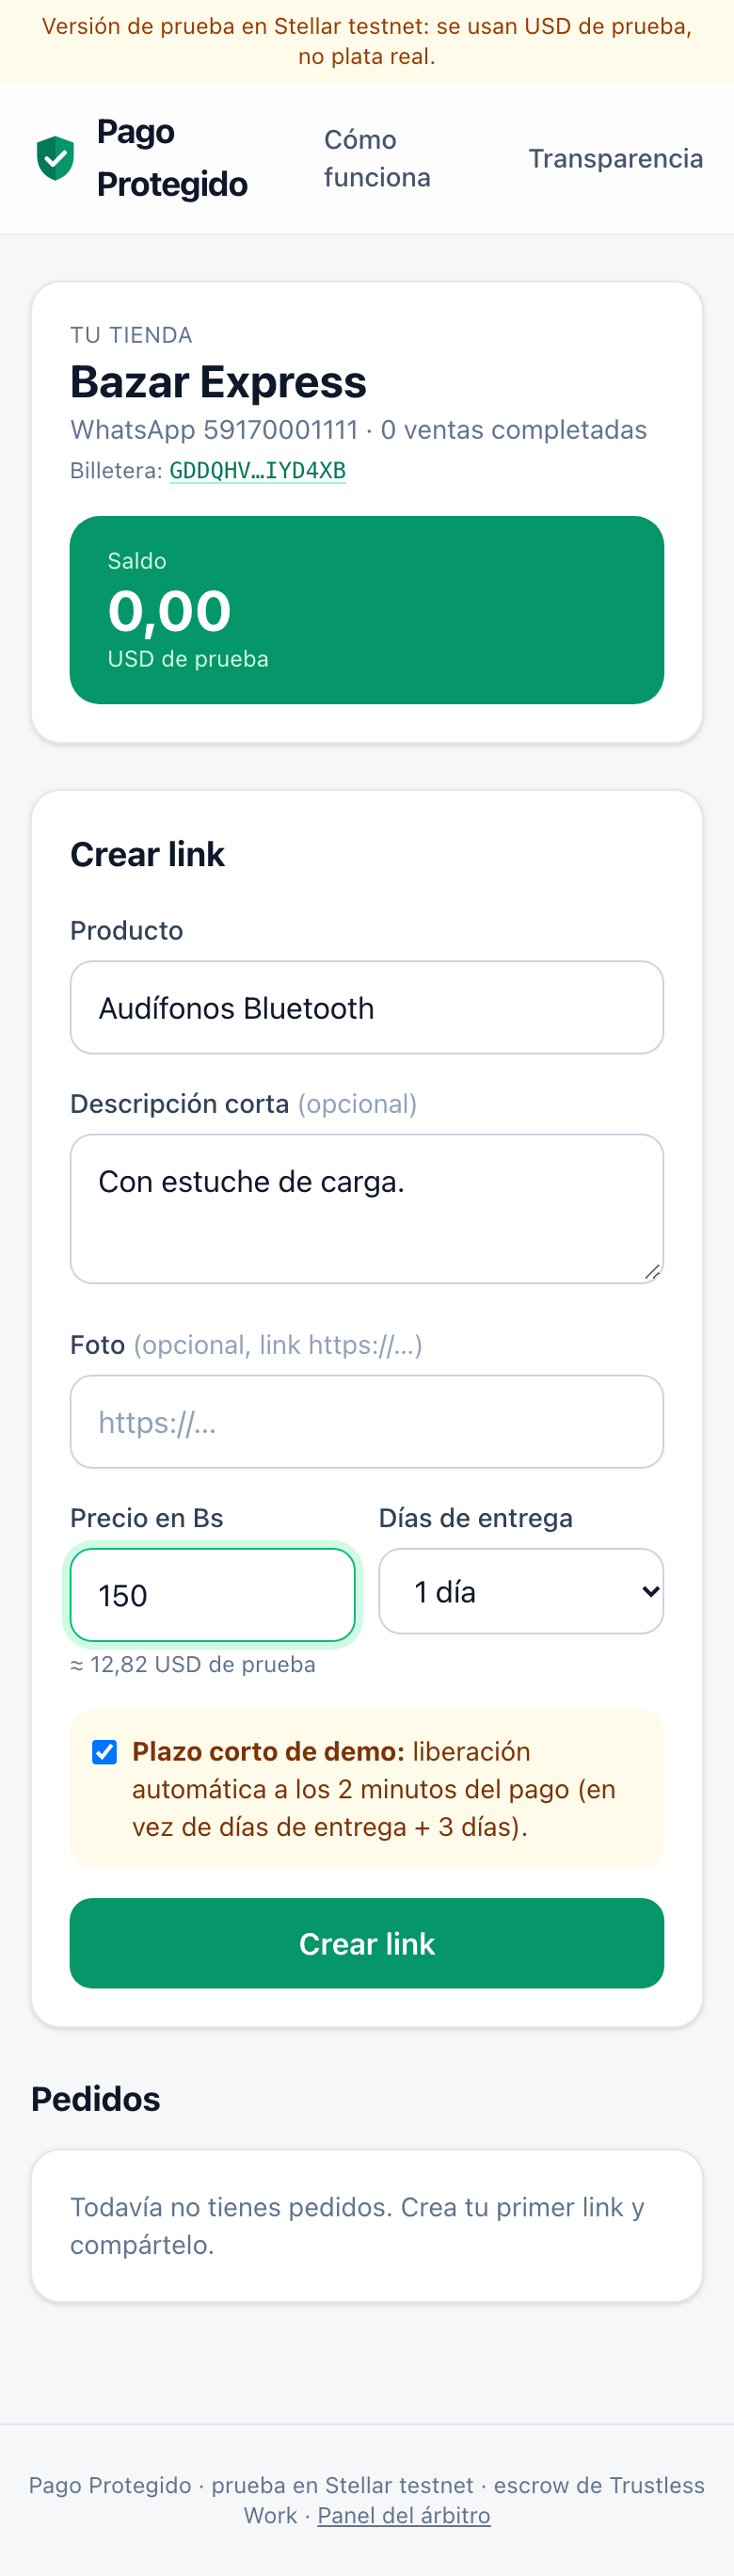 Versión de prueba en Stellar testnet: se usan USD de prueba,
no plata real.
Pago
Protegido
Cómo
funciona
Transparencia
TU TIENDA
Bazar Express
WhatsApp 59170001111 · 0 ventas completadas
Billetera: GDDQHV…IYD4XB
Saldo
0,00
USD de prueba
Crear link
Producto
Audífonos Bluetooth
Descripción corta (opcional)
Con estuche de carga.
Foto (opcional, link https://…)
https://…
Precio en Bs
Días de entrega
150
1 día
≈ 12,82 USD de prueba
Plazo corto de demo: liberación
automática a los 2 minutos del pago (en
vez de días de entrega + 3 días).
Crear link
Pedidos
Todavía no tienes pedidos. Crea tu primer link y
compártelo.
Pago Protegido · prueba en Stellar testnet · escrow de Trustless
Work · Panel del árbitro